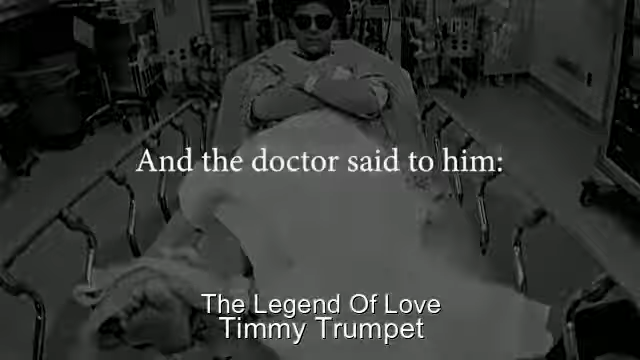 And the doctor said to him:
The Legend Of Love
Timmy Trumpet